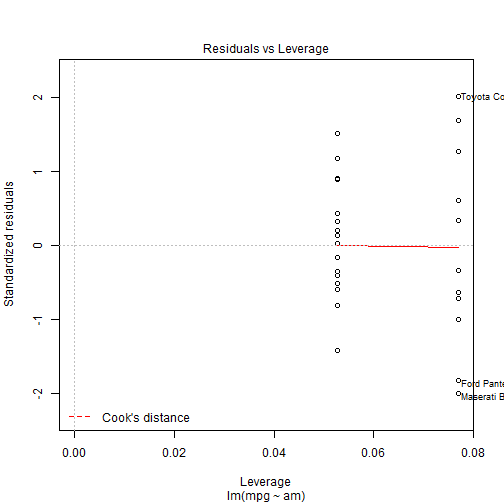 Residuals vs Leverage
Standardized residuals
2
1
0
-1
-2
Toyota Co
Ford Pante
Maserati B
Cook's distance
0.00 0.02 0.04 0.06 0.08
Leverage
lm(mpg ~ am)